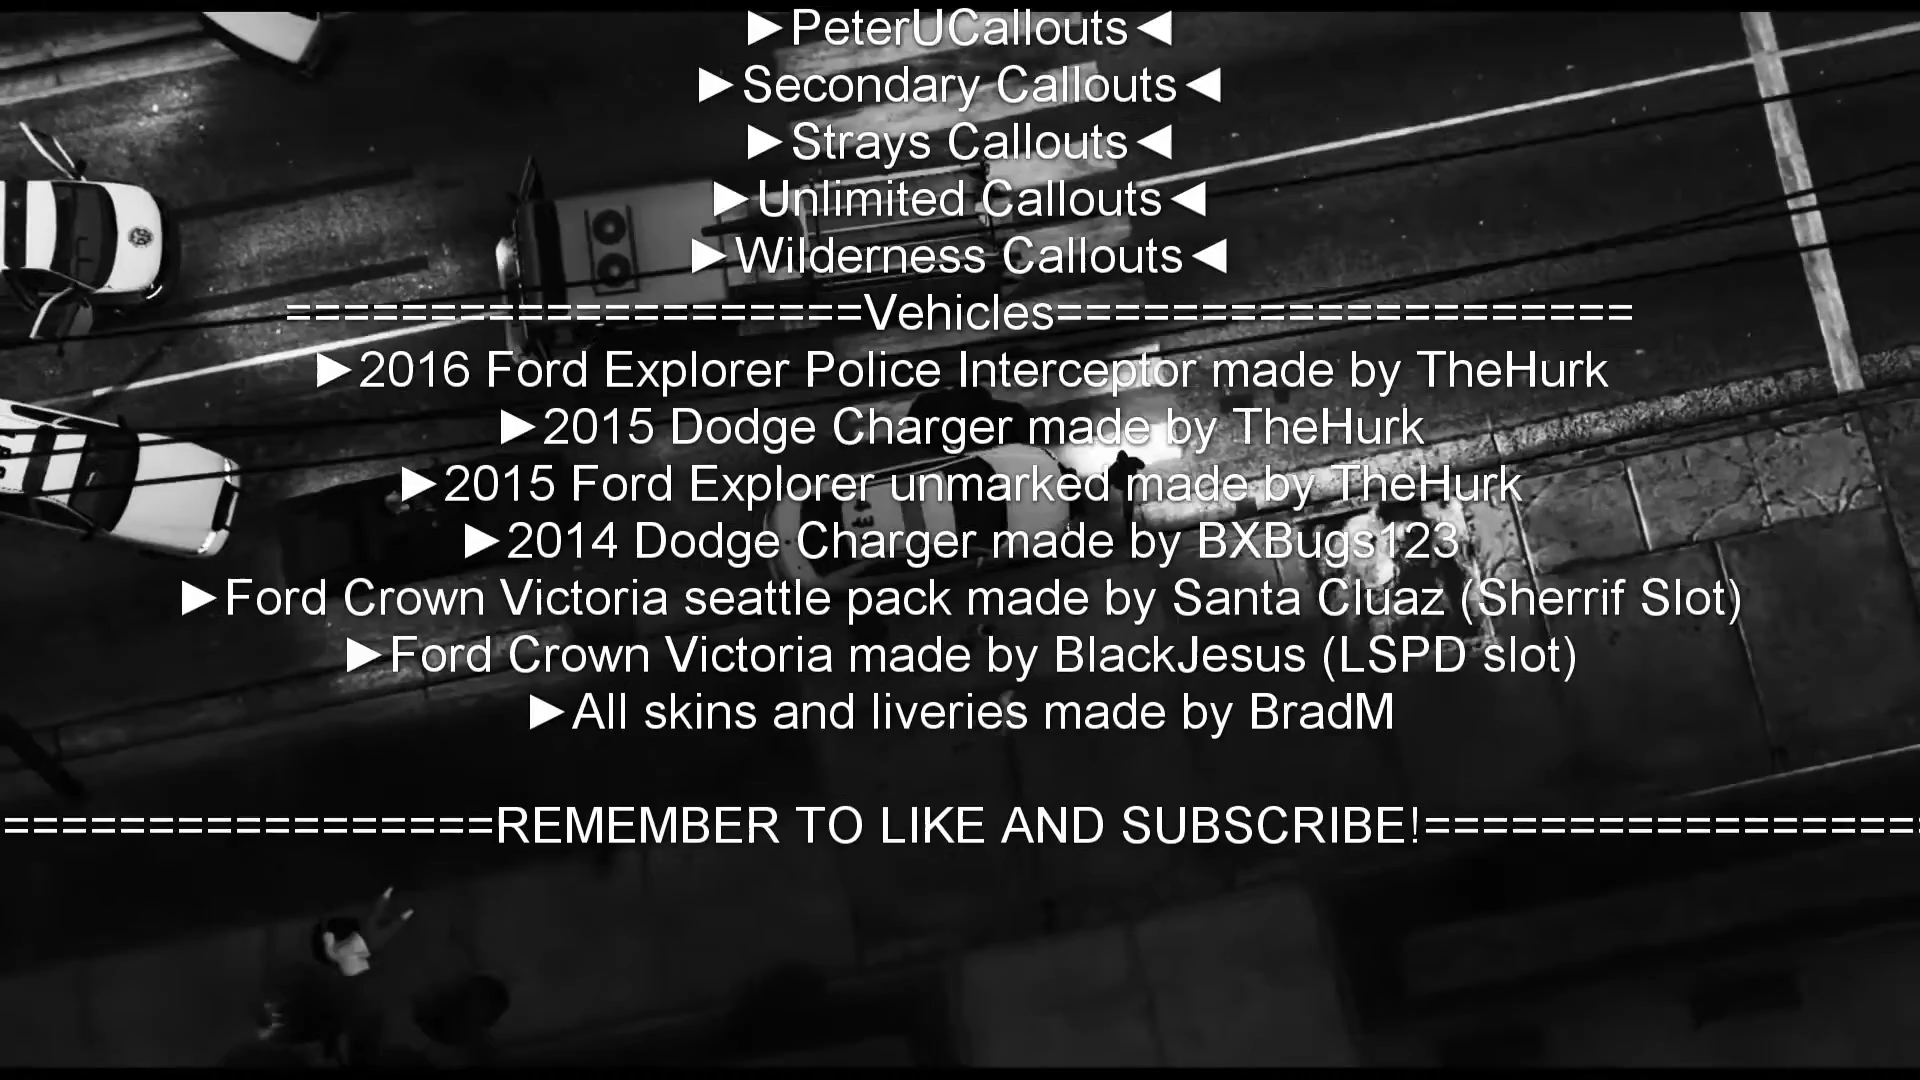 ►PeterUCallouts◄
►Secondary Callouts◄
►Strays Callouts◄
►Unlimited Callouts◄
►Wilderness Callouts◄
====================Vehicles====================
►2016 Ford Explorer Police Interceptor made by TheHurk
►2015 Dodge Charger made by TheHurk
►2015 Ford Explorer unmarked made by TheHurk
►2014 Dodge Charger made by BXBugs123
►Ford Crown Victoria seattle pack made by Santa Cluaz (Sherrif Slot)
►Ford Crown Victoria made by BlackJesus (LSPD slot)
►All skins and liveries made by BradM
=================REMEMBER TO LIKE AND SUBSCRIBE!=================